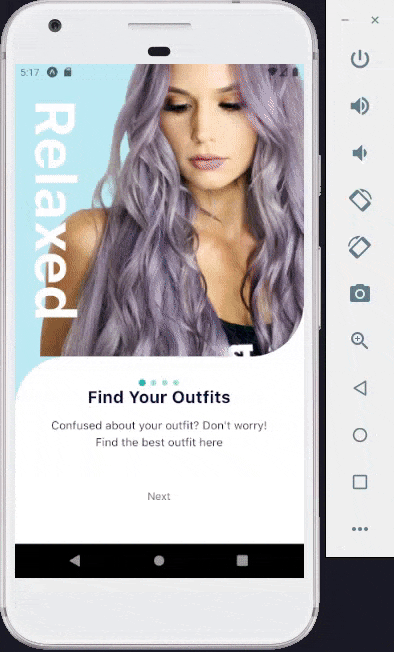 5:17
Relaxed
Find Your Outfits
Confused about your outfit? Don't worry!
Find the best outfit here
Next